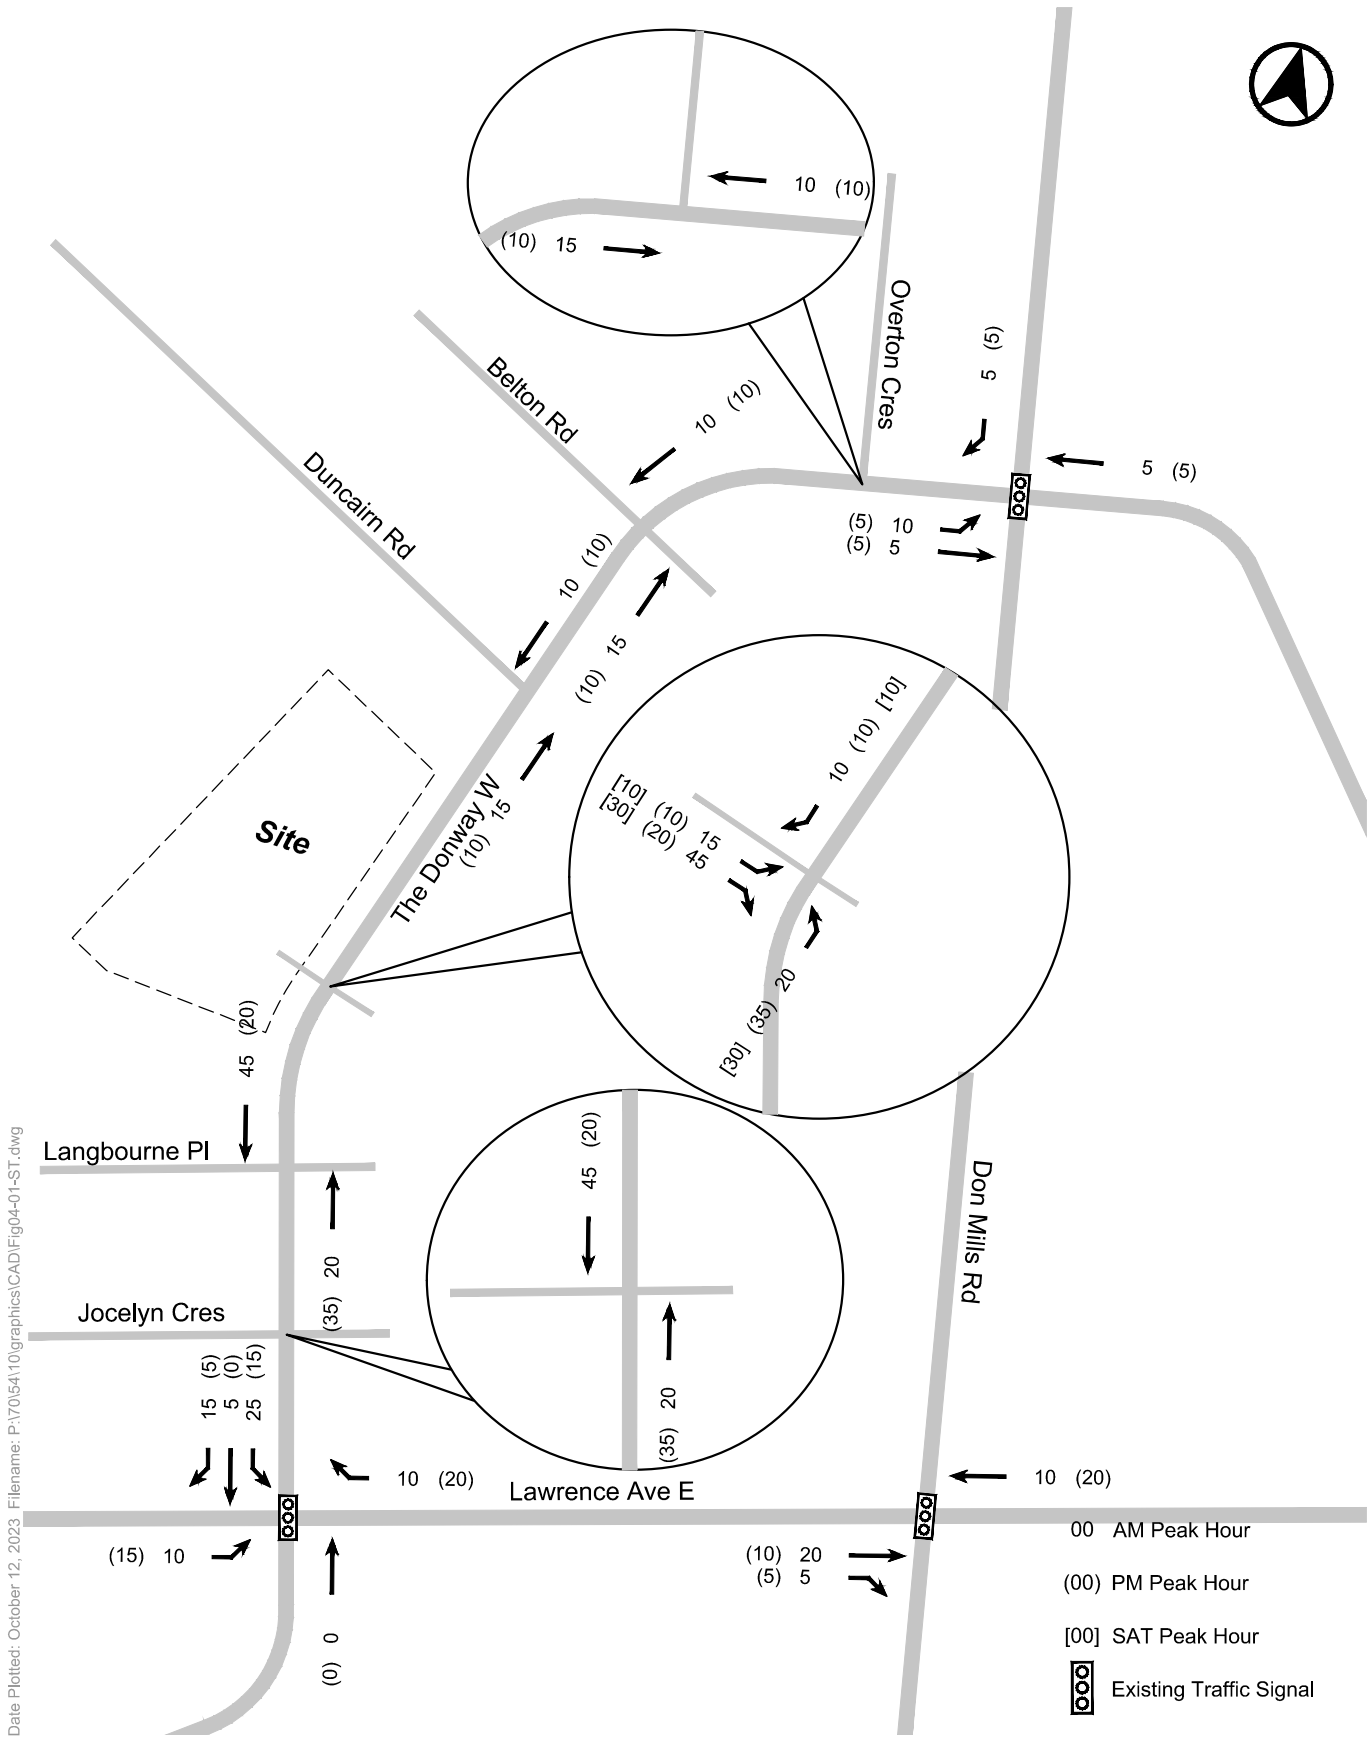 10 (10)
(10) 15
Overton Cres
5 (5)
Belton Rd
10 (10)
Duncairn Rd
5 (5)
(5) 10
(5) 5
10 (10)
(10) 15
10 (10) [10]
[10] (10) 15
[30] (20) 45
Site
The Donway W
(10) 15
[30] (35) 20
45 (20)
Langbourne Pl
45 (20)
Don Mills Rd
(35) 20
Jocelyn Cres
15 (5)
5 (0)
25 (15)
(35) 20
10 (20)
Lawrence Ave E
10 (20)
(15) 10
(10) 20
(5) 5
(0) 0
00 AM Peak Hour
(00) PM Peak Hour
[00] SAT Peak Hour
Existing Traffic Signal
Date Plotted: October 12, 2023 Filename: P:\70\54\10\graphics\CAD\Fig04-01-ST.dwg